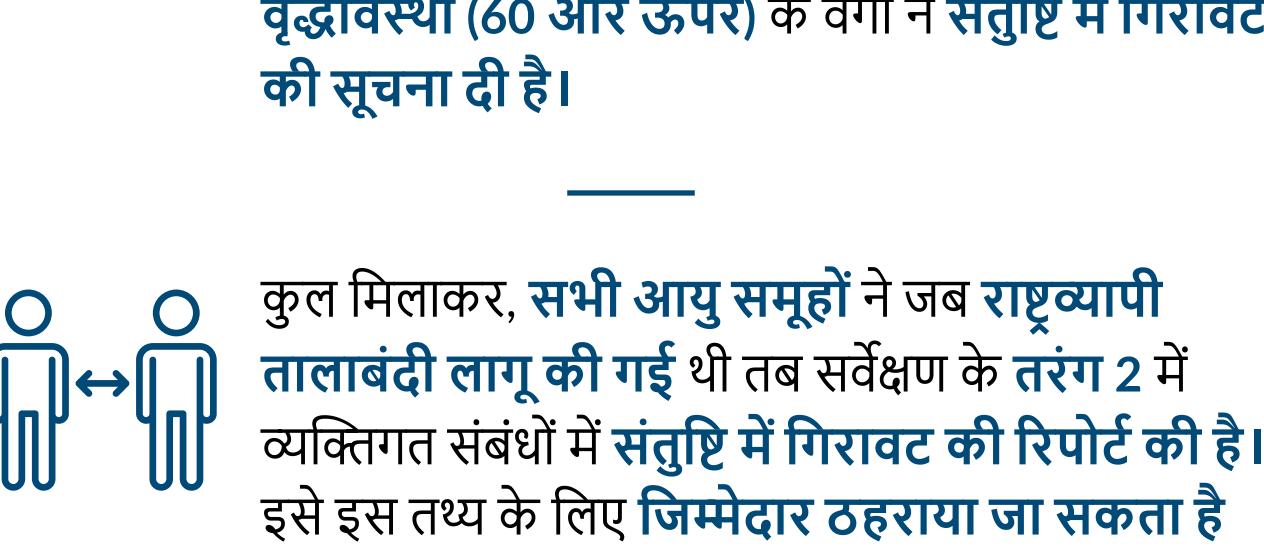 वृद्धावस्था (60 और ऊपर) के वर्गों ने संतुष्टि में गिरावट
की सूचना दी है।
कुल मिलाकर, सभी आयु समूहों ने जब राष्ट्रव्यापी
तालाबंदी लागू की गई थी तब सर्वेक्षण के तरंग 2 में
व्यक्तिगत संबंधों में संतुष्टि में गिरावट की रिपोर्ट की है।
इसे इस तथ्य के लिए जिम्मेदार ठहराया जा सकता है